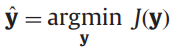 ŷ = argmin J(y)
y